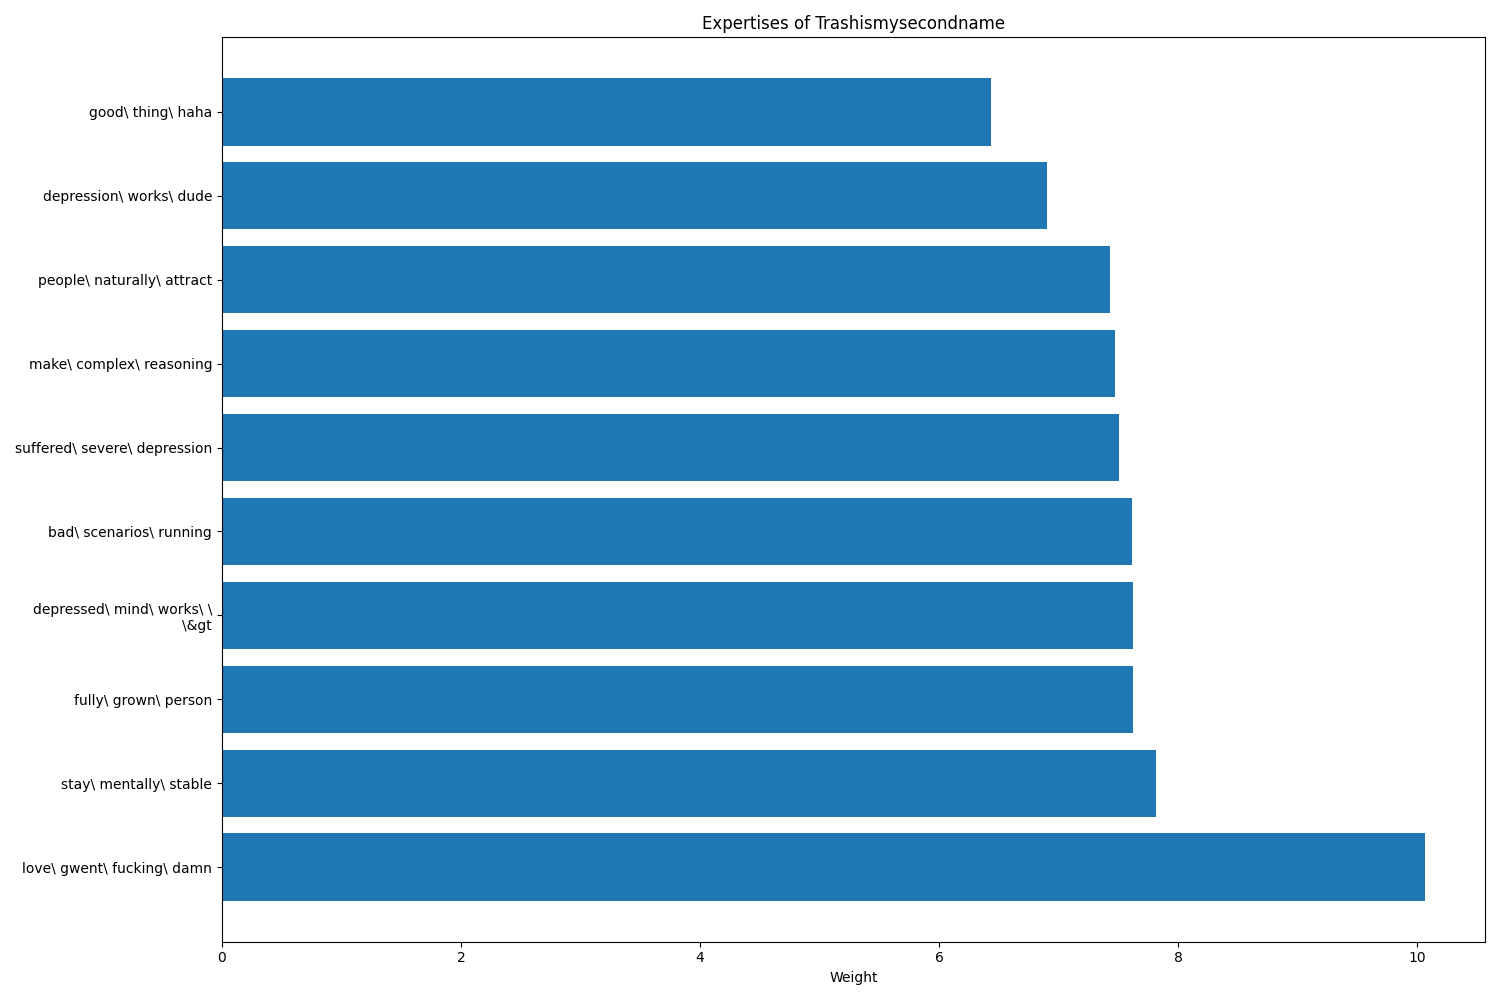 Expertises of Trashismysecondname
good\ thing\ haha
depression\ works\ dude
people\ naturally\ attract
make\ complex\ reasoning
suffered\ severe\ depression
bad\ scenarios\ running
depressed\ mind\ works\ \
\&gt
fully\ grown\ person
stay\ mentally\ stable
love\ gwent\ fucking\ damn
0 2 4 6 8 10
Weight